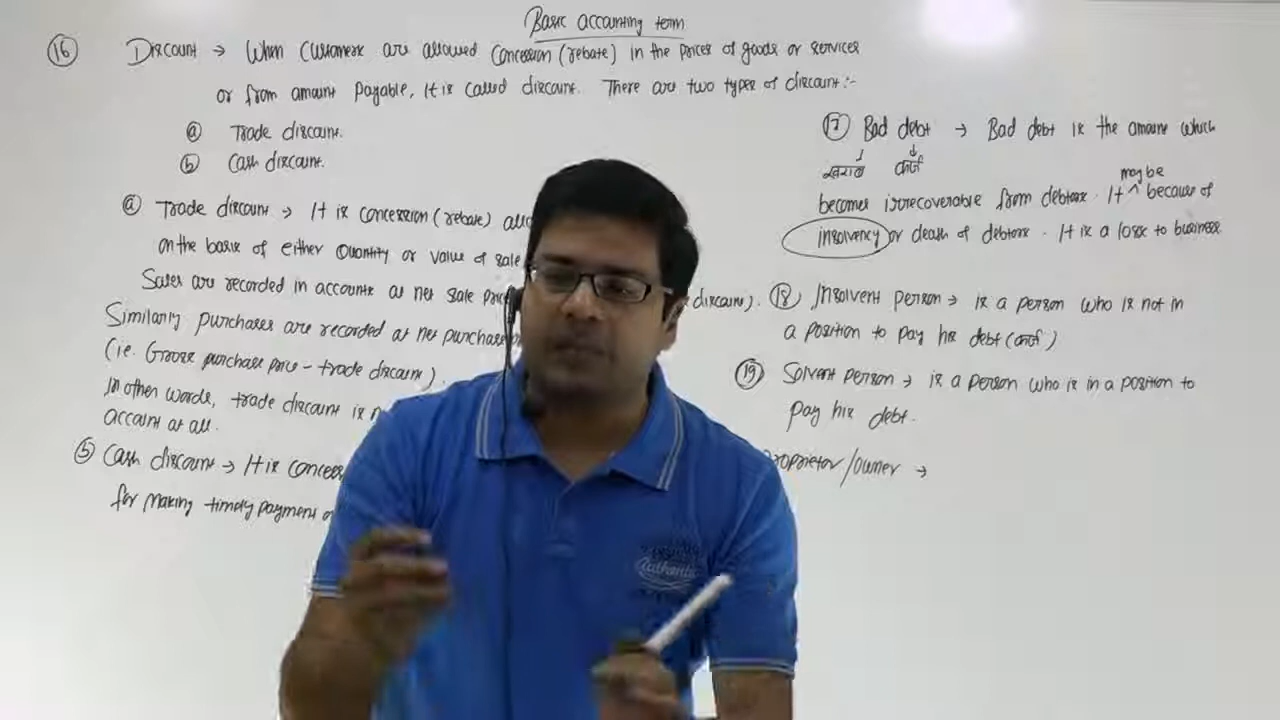 Basic accounting term
16 Discount → When Customers are allowed concession (rebate) in the prices of goods or services
or from amount payable, It is called discount. There are two types of discount:-
a Trade discount.
b Cash discount.
a Trade discount → It is concession (rebate)
on the basis of either Quantity or value of sale
Sales are recorded in accounts at net sale
discount).
Similarly purchases are recorded at net purchase
(ie. Gross purchase price - trade discount).
In other words, trade discount is
account at all.
b Cash discount → It is
for making timely payment
17 Bad debt → Bad debt is the amount which
खराब कर्ज
may be
becomes irrecoverable from debtors. It ^ because of
insolvency or death of debtors. It is a loss to business
18 Insolvent person → is a person who is not in
a position to pay his debt (कर्ज)
19 Solvent person → is a person who is in a position to
pay his debt.
proprietor/owner →
Authentic